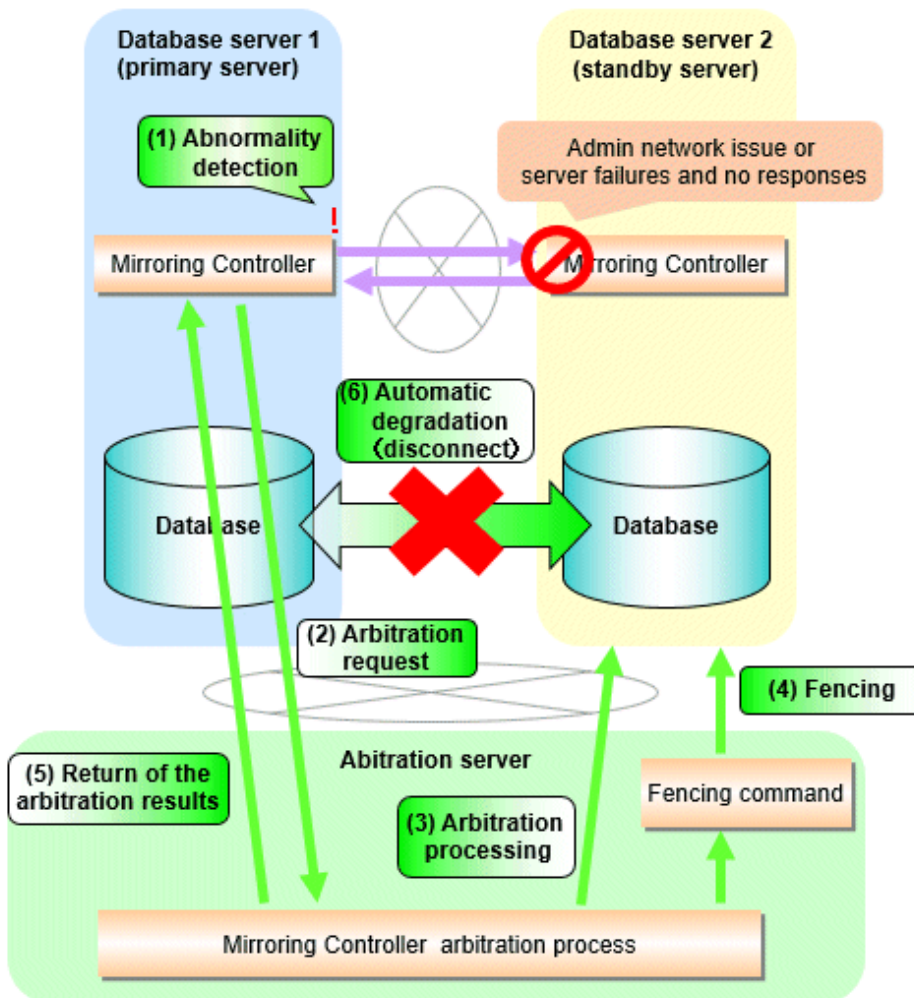 Database server 1
(primary server)
Database server 2
(standby server)
(1) Abnormality
detection
Admin network issue or
server failures and no responses
!
Mirroring Controller
Mirroring Controller
(6) Automatic
degradation
(disconnect)
Database
Database
(2) Arbitration
request
(4) Fencing
Abitration server
(5) Return of the
arbitration results
Fencing command
(3) Arbitration
processing
Mirroring Controller arbitration process